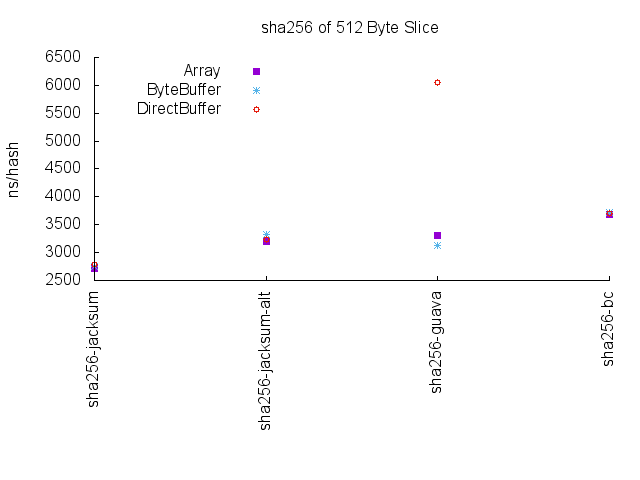 sha256 of 512 Byte Slice
6500
6000
5500
5000
4500
4000
3500
3000
2500
ns/hash
Array
ByteBuffer
DirectBuffer
sha256-jacksum
sha256-jacksum-alt
sha256-guava
sha256-bc